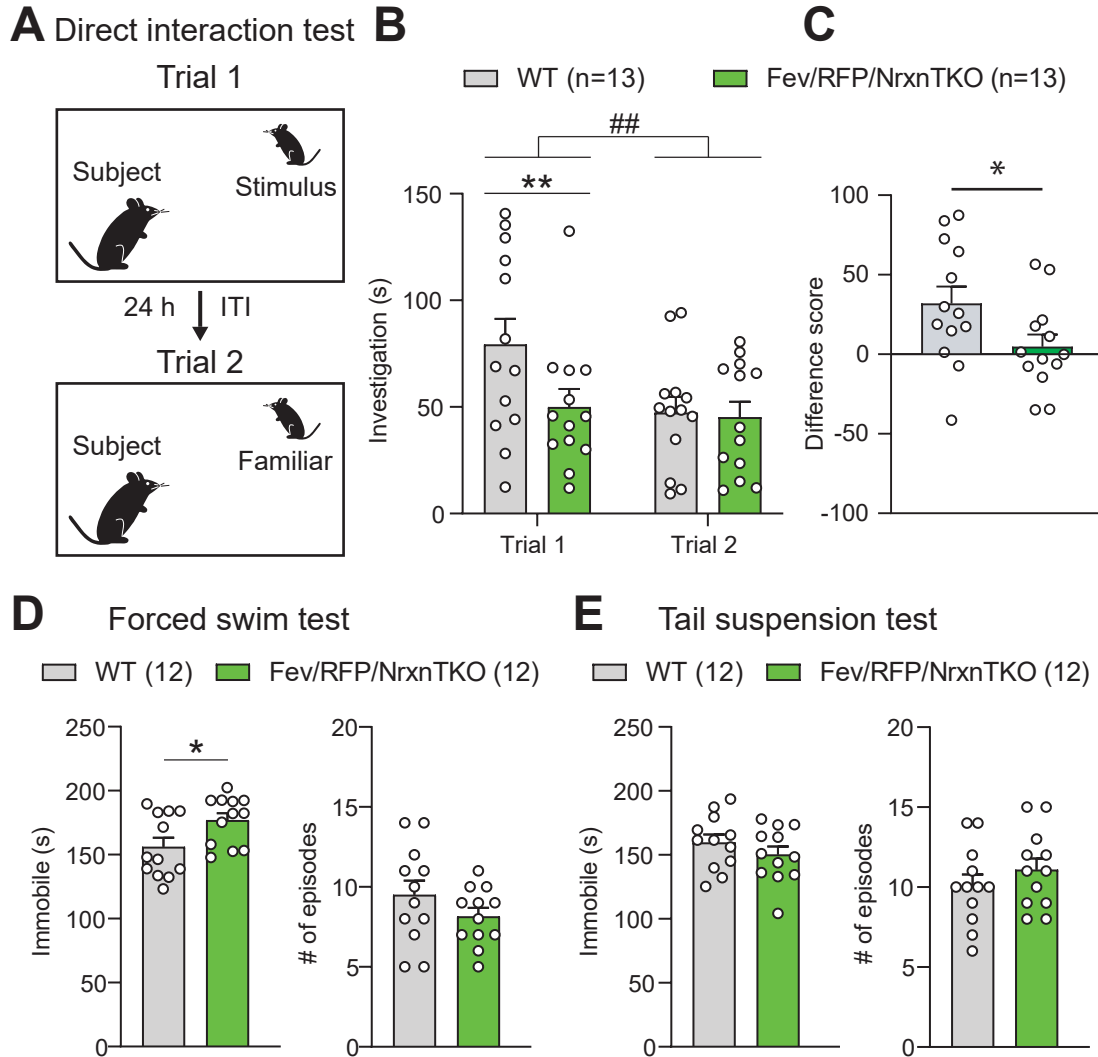 A Direct interaction test
Trial 1
Subject
Stimulus
24 h ITI
Trial 2
Subject
Familiar
B
C
WT (n=13)
Fev/RFP/NrxnTKO (n=13)
##
**
Investigation (s)
150
100
50
0
Trial 1
Trial 2
*
Difference score
100
50
0
-50
-100
D Forced swim test
WT (12)
Fev/RFP/NrxnTKO (12)
*
Immobile (s)
250
200
150
100
50
0
# of episodes
20
15
10
5
0
E Tail suspension test
WT (12)
Fev/RFP/NrxnTKO (12)
Immobile (s)
250
200
150
100
50
0
# of episodes
20
15
10
5
0